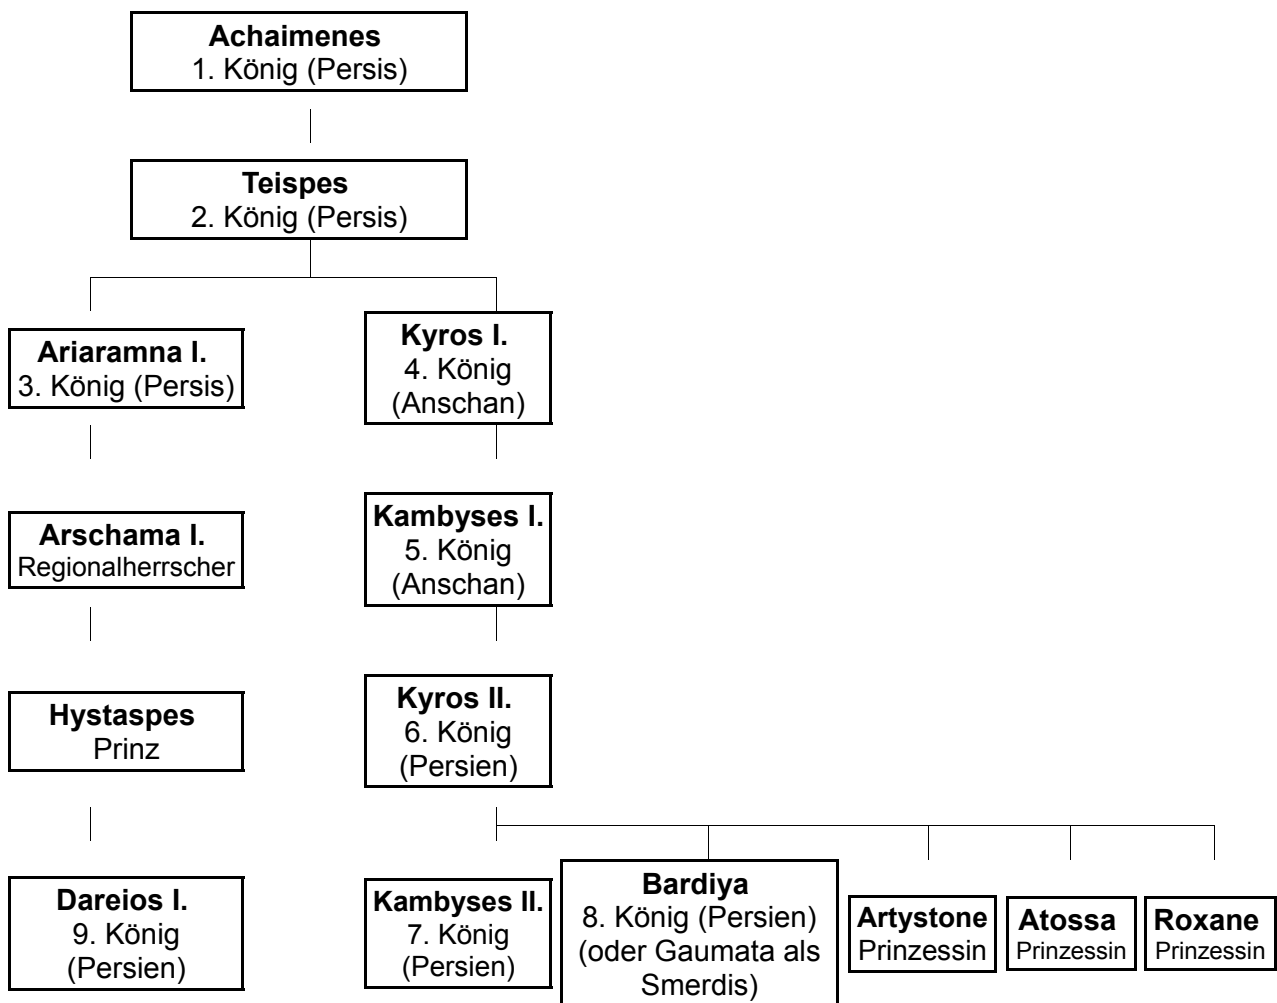 Achaimenes
1. König (Persis)
Teispes
2. König (Persis)
Ariaramna I.
3. König (Persis)
Kyros I.
4. König
(Anschan)
Arschama I.
Regionalherrscher
Kambyses I.
5. König
(Anschan)
Hystaspes
Prinz
Kyros II.
6. König
(Persien)
Dareios I.
9. König
(Persien)
Kambyses II.
7. König
(Persien)
Bardiya
8. König (Persien)
(oder Gaumata als
Smerdis)
Artystone
Prinzessin
Atossa
Prinzessin
Roxane
Prinzessin